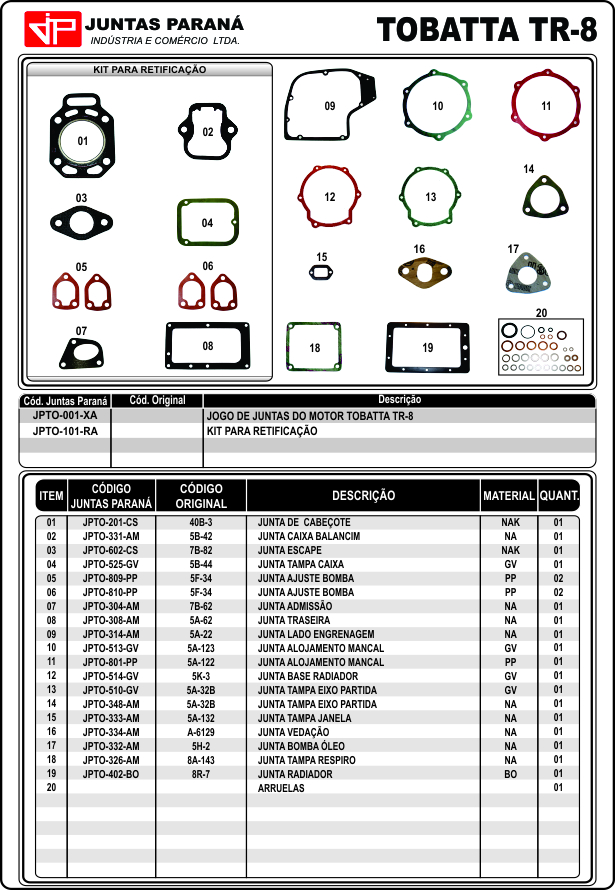 JP JUNTAS PARANÁ
INDÚSTRIA E COMÉRCIO LTDA.
TOBATTA TR-8
KIT PARA RETIFICAÇÃO
01
02
03
04
05
06
07
08
09
10
11
12
13
14
15
16
17
18
19
20
Cód. Juntas Paraná Cód. Original Descrição
JPTO-001-XA JOGO DE JUNTAS DO MOTOR TOBATTA TR-8
JPTO-101-RA KIT PARA RETIFICAÇÃO
ITEM CÓDIGO JUNTAS PARANÁ CÓDIGO ORIGINAL DESCRIÇÃO MATERIAL QUANT.
01 JPTO-201-CS 40B-3 JUNTA DE CABEÇOTE NAK 01
02 JPTO-331-AM 5B-42 JUNTA CAIXA BALANCIM NA 01
03 JPTO-602-CS 7B-82 JUNTA ESCAPE NAK 01
04 JPTO-525-GV 5B-44 JUNTA TAMPA CAIXA GV 01
05 JPTO-809-PP 5F-34 JUNTA AJUSTE BOMBA PP 02
06 JPTO-810-PP 5F-34 JUNTA AJUSTE BOMBA PP 02
07 JPTO-304-AM 7B-62 JUNTA ADMISSÃO NA 01
08 JPTO-308-AM 5A-62 JUNTA TRASEIRA NA 01
09 JPTO-314-AM 5A-22 JUNTA LADO ENGRENAGEM NA 01
10 JPTO-513-GV 5A-123 JUNTA ALOJAMENTO MANCAL GV 01
11 JPTO-801-PP 5A-122 JUNTA ALOJAMENTO MANCAL PP 01
12 JPTO-514-GV 5K-3 JUNTA BASE RADIADOR GV 01
13 JPTO-510-GV 5A-32B JUNTA TAMPA EIXO PARTIDA GV 01
14 JPTO-348-AM 5A-32B JUNTA TAMPA EIXO PARTIDA NA 01
15 JPTO-333-AM 5A-132 JUNTA TAMPA JANELA NA 01
16 JPTO-334-AM A-6129 JUNTA VEDAÇÃO NA 01
17 JPTO-332-AM 5H-2 JUNTA BOMBA ÓLEO NA 01
18 JPTO-326-AM 8A-143 JUNTA TAMPA RESPIRO NA 01
19 JPTO-402-BO 8R-7 JUNTA RADIADOR BO 01
20 ARRUELAS 01